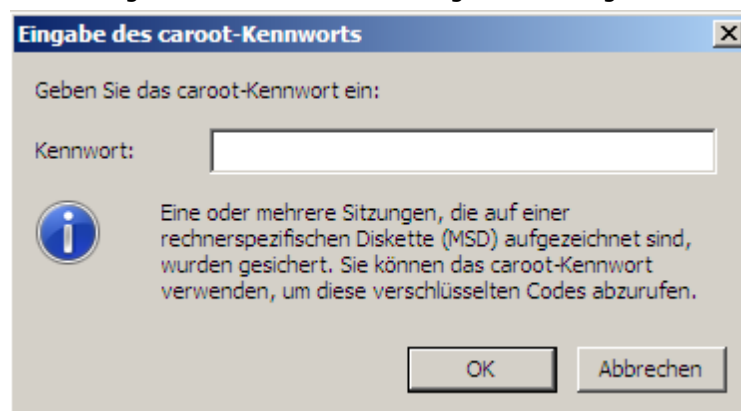 Eingabe des caroot-Kennworts
Geben Sie das caroot-Kennwort ein:
Kennwort:
Eine oder mehrere Sitzungen, die auf einer
rechnerspezifischen Diskette (MSD) aufgezeichnet sind,
wurden gesichert. Sie können das caroot-Kennwort
verwenden, um diese verschlüsselten Codes abzurufen.
OK
Abbrechen